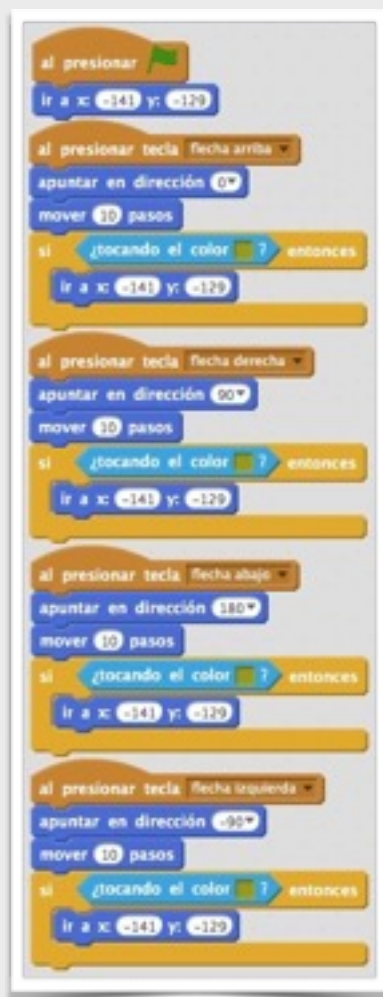 al presionar
ir a x: -141 y: -129
al presionar tecla flecha arriba
apuntar en dirección 0
mover 10 pasos
si ¿tocando el color ? entonces
ir a x: -141 y: -129
al presionar tecla flecha derecha
apuntar en dirección 90
mover 10 pasos
si ¿tocando el color ? entonces
ir a x: -141 y: -129
al presionar tecla flecha abajo
apuntar en dirección 180
mover 10 pasos
si ¿tocando el color ? entonces
ir a x: -141 y: -129
al presionar tecla flecha izquierda
apuntar en dirección -90
mover 10 pasos
si ¿tocando el color ? entonces
ir a x: -141 y: -129